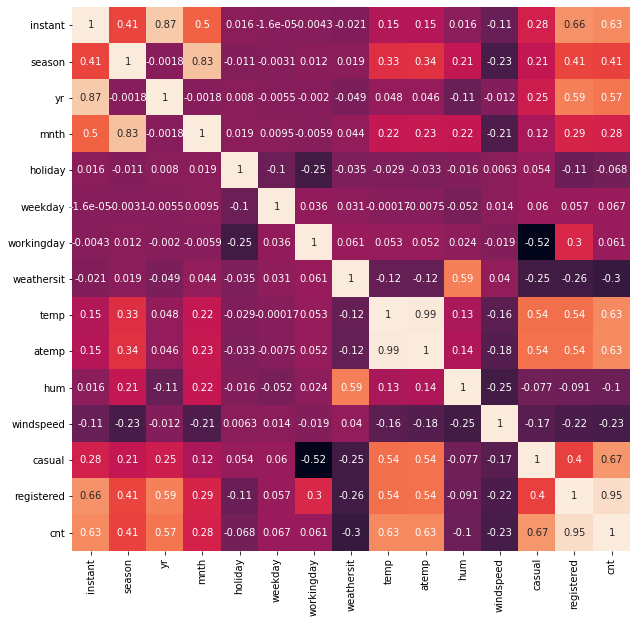 instant 1 0.41 0.87 0.5 0.016 -1.6e-05 -0.0043 -0.021 0.15 0.15 0.016 -0.11 0.28 0.66 0.63
season 0.41 1 -0.0018 0.83 -0.011 -0.0031 0.012 0.019 0.33 0.34 0.21 -0.23 0.21 0.41 0.41
yr 0.87 -0.0018 1 -0.0018 0.008 -0.0055 -0.002 -0.049 0.048 0.046 -0.11 -0.012 0.25 0.59 0.57
mnth 0.5 0.83 -0.0018 1 0.019 0.0095 -0.0059 0.044 0.22 0.23 0.22 -0.21 0.12 0.29 0.28
holiday 0.016 -0.011 0.008 0.019 1 -0.1 -0.25 -0.035 -0.029 -0.033 -0.016 0.0063 0.054 -0.11 -0.068
weekday -1.6e-05 -0.0031 -0.0055 0.0095 -0.1 1 0.036 0.031 -0.00017 -0.0075 -0.052 0.014 0.06 0.057 0.067
workingday -0.0043 0.012 -0.002 -0.0059 -0.25 0.036 1 0.061 0.053 0.052 0.024 -0.019 -0.52 0.3 0.061
weathersit -0.021 0.019 -0.049 0.044 -0.035 0.031 0.061 1 -0.12 -0.12 0.59 0.04 -0.25 -0.26 -0.3
temp 0.15 0.33 0.048 0.22 -0.029 -0.00017 0.053 -0.12 1 0.99 0.13 -0.16 0.54 0.54 0.63
atemp 0.15 0.34 0.046 0.23 -0.033 -0.0075 0.052 -0.12 0.99 1 0.14 -0.18 0.54 0.54 0.63
hum 0.016 0.21 -0.11 0.22 -0.016 -0.052 0.024 0.59 0.13 0.14 1 -0.25 -0.077 -0.091 -0.1
windspeed -0.11 -0.23 -0.012 -0.21 0.0063 0.014 -0.019 0.04 -0.16 -0.18 -0.25 1 -0.17 -0.22 -0.23
casual 0.28 0.21 0.25 0.12 0.054 0.06 -0.52 -0.25 0.54 0.54 -0.077 -0.17 1 0.4 0.67
registered 0.66 0.41 0.59 0.29 -0.11 0.057 0.3 -0.26 0.54 0.54 -0.091 -0.22 0.4 1 0.95
cnt 0.63 0.41 0.57 0.28 -0.068 0.067 0.061 -0.3 0.63 0.63 -0.1 -0.23 0.67 0.95 1
instant season yr mnth holiday weekday workingday weathersit temp atemp hum windspeed casual registered cnt